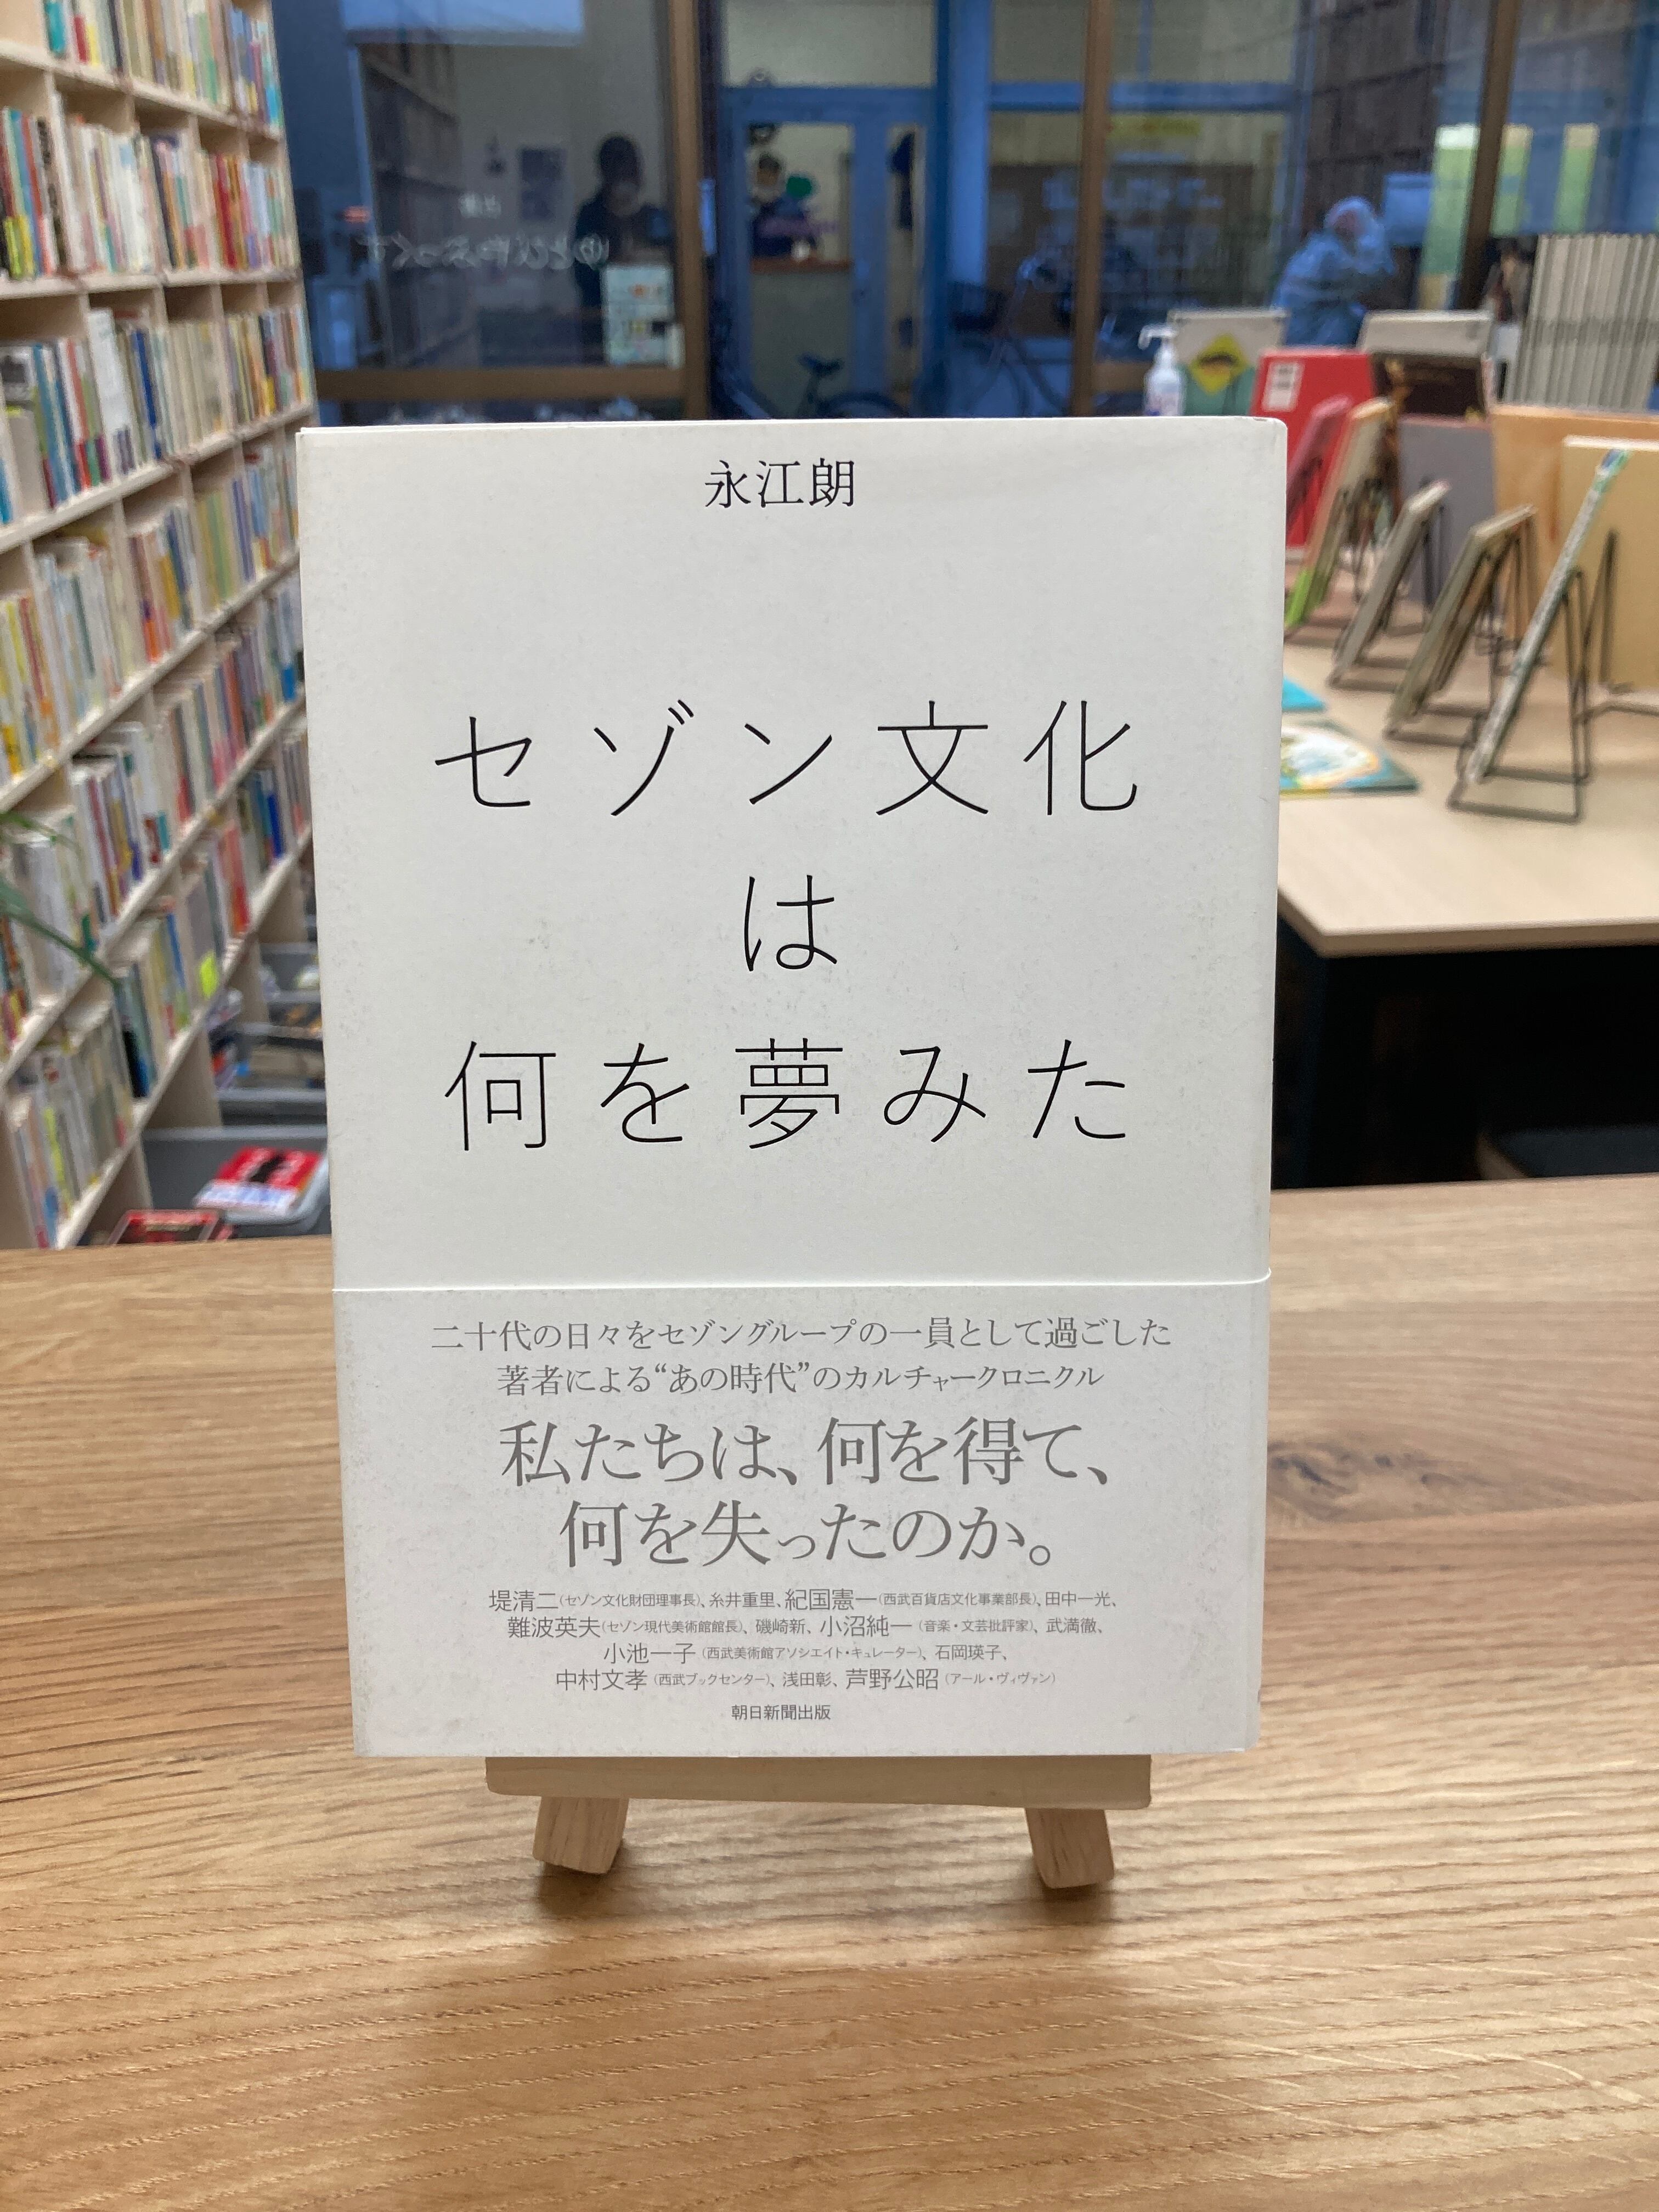 永江朗
セゾン文化
は
何を夢みた
二十代の日々をセゾングループの一員として過ごした
著者による“あの時代”のカルチャークロニクル
私たちは、何を得て、
何を失ったのか。
堤清二(セゾン文化財団理事長)、糸井重里、紀国憲一(西武百貨店文化事業部長)、田中一光、
難波英夫(セゾン現代美術館館長)、磯崎新、小沼純一(音楽・文芸批評家)、武満徹、
小池一子(西武美術館アソシエイト・キュレーター)、石岡瑛子、
中村文孝(西武ブックセンター)、浅田彰、芦野公昭(アール・ヴィヴァン)
朝日新聞出版